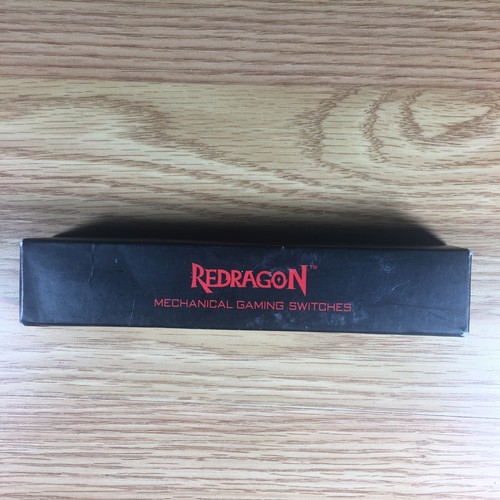 REDRAGON™
MECHANICAL GAMING SWITCHES